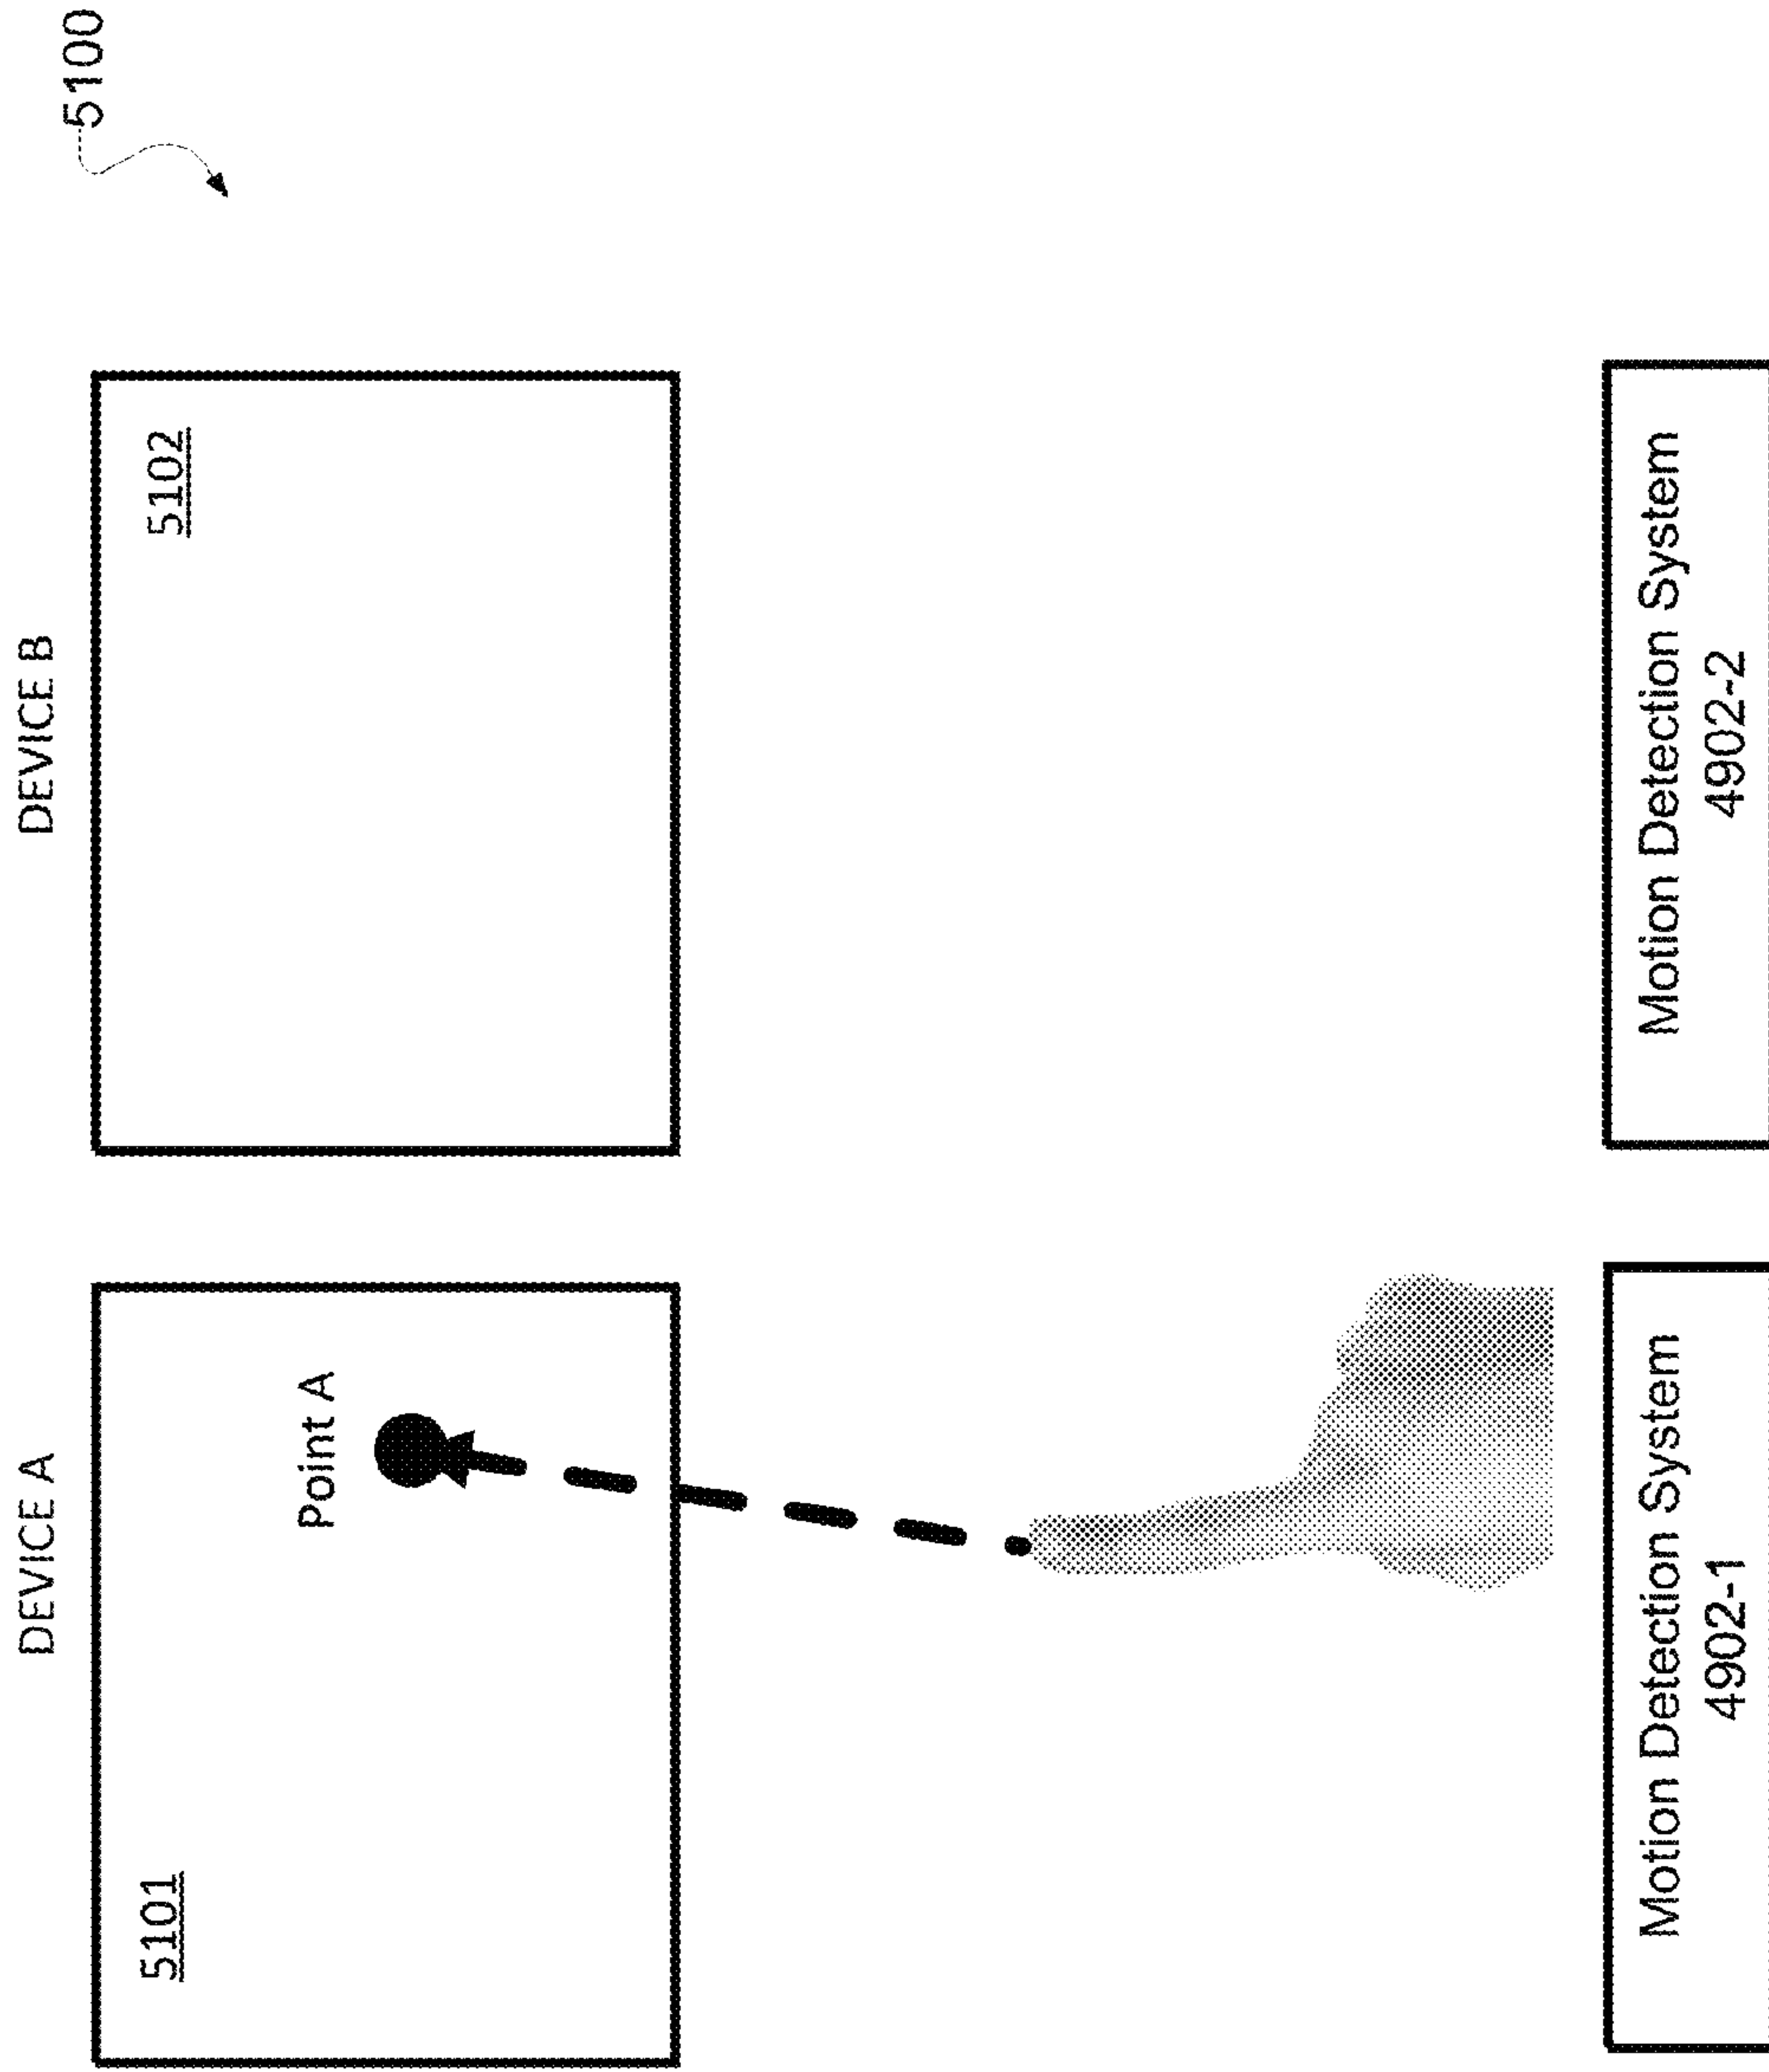 5100
DEVICE A
DEVICE B
5101
5102
Point A
Motion Detection System
4902-1
Motion Detection System
4902-2